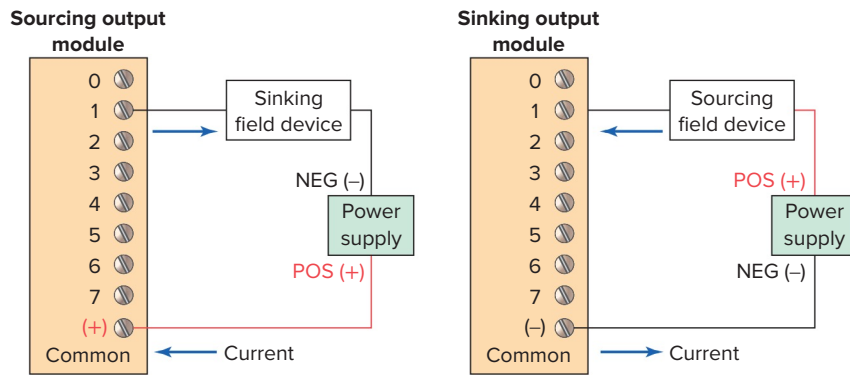 Sourcing output
module
0
1
2
3
4
5
6
7
(+)
Common
Sinking
field device
NEG (–)
Power
supply
POS (+)
Current
Sinking output
module
0
1
2
3
4
5
6
7
(–)
Common
Sourcing
field device
POS (+)
Power
supply
NEG (–)
Current